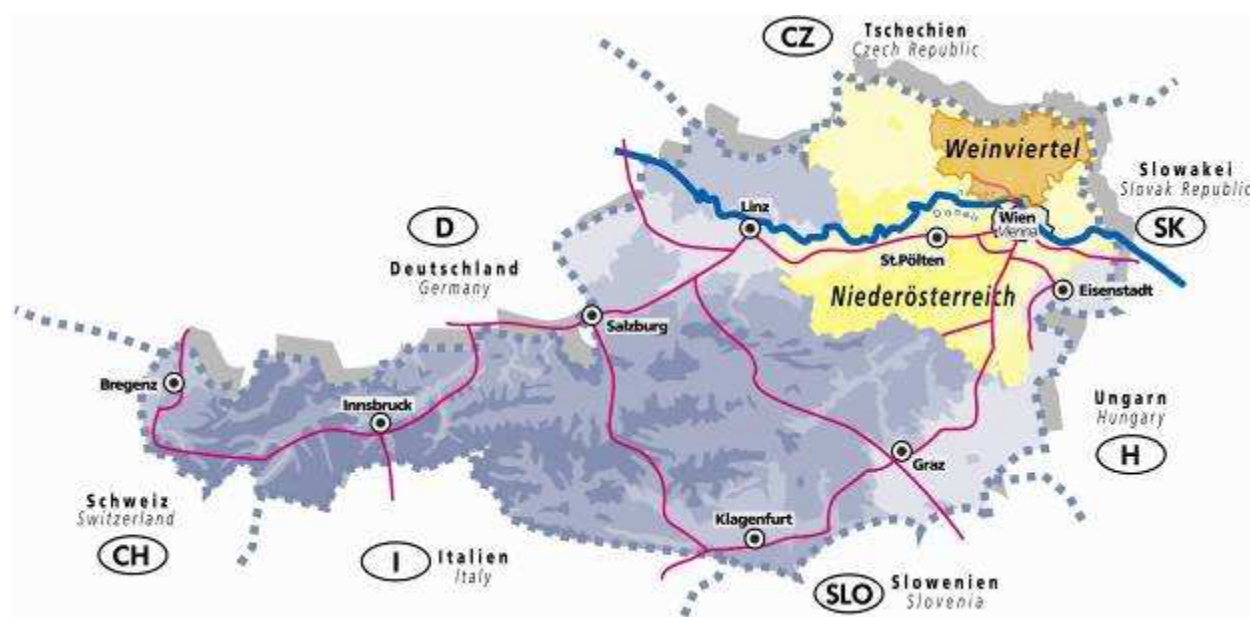 CZ
Tschechien
Czech Republic
Weinviertel
Slowakei
Slovak Republic
SK
D
Deutschland
Germany
Linz
Donau
Wien
Vienna
St.Pölten
Niederösterreich
Eisenstadt
Salzburg
Bregenz
Innsbruck
Ungarn
Hungary
H
Graz
Schweiz
Switzerland
CH
Klagenfurt
I
Italien
Italy
SLO
Slowenien
Slovenia